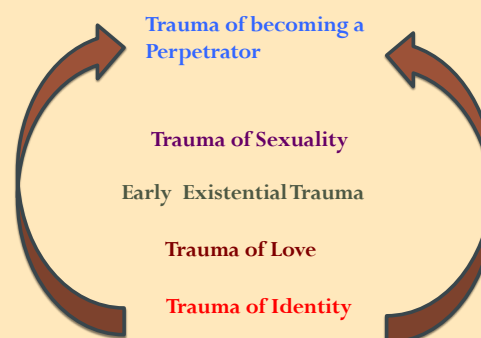 Trauma of becoming a
Perpetrator
Trauma of Sexuality
Early Existential Trauma
Trauma of Love
Trauma of Identity